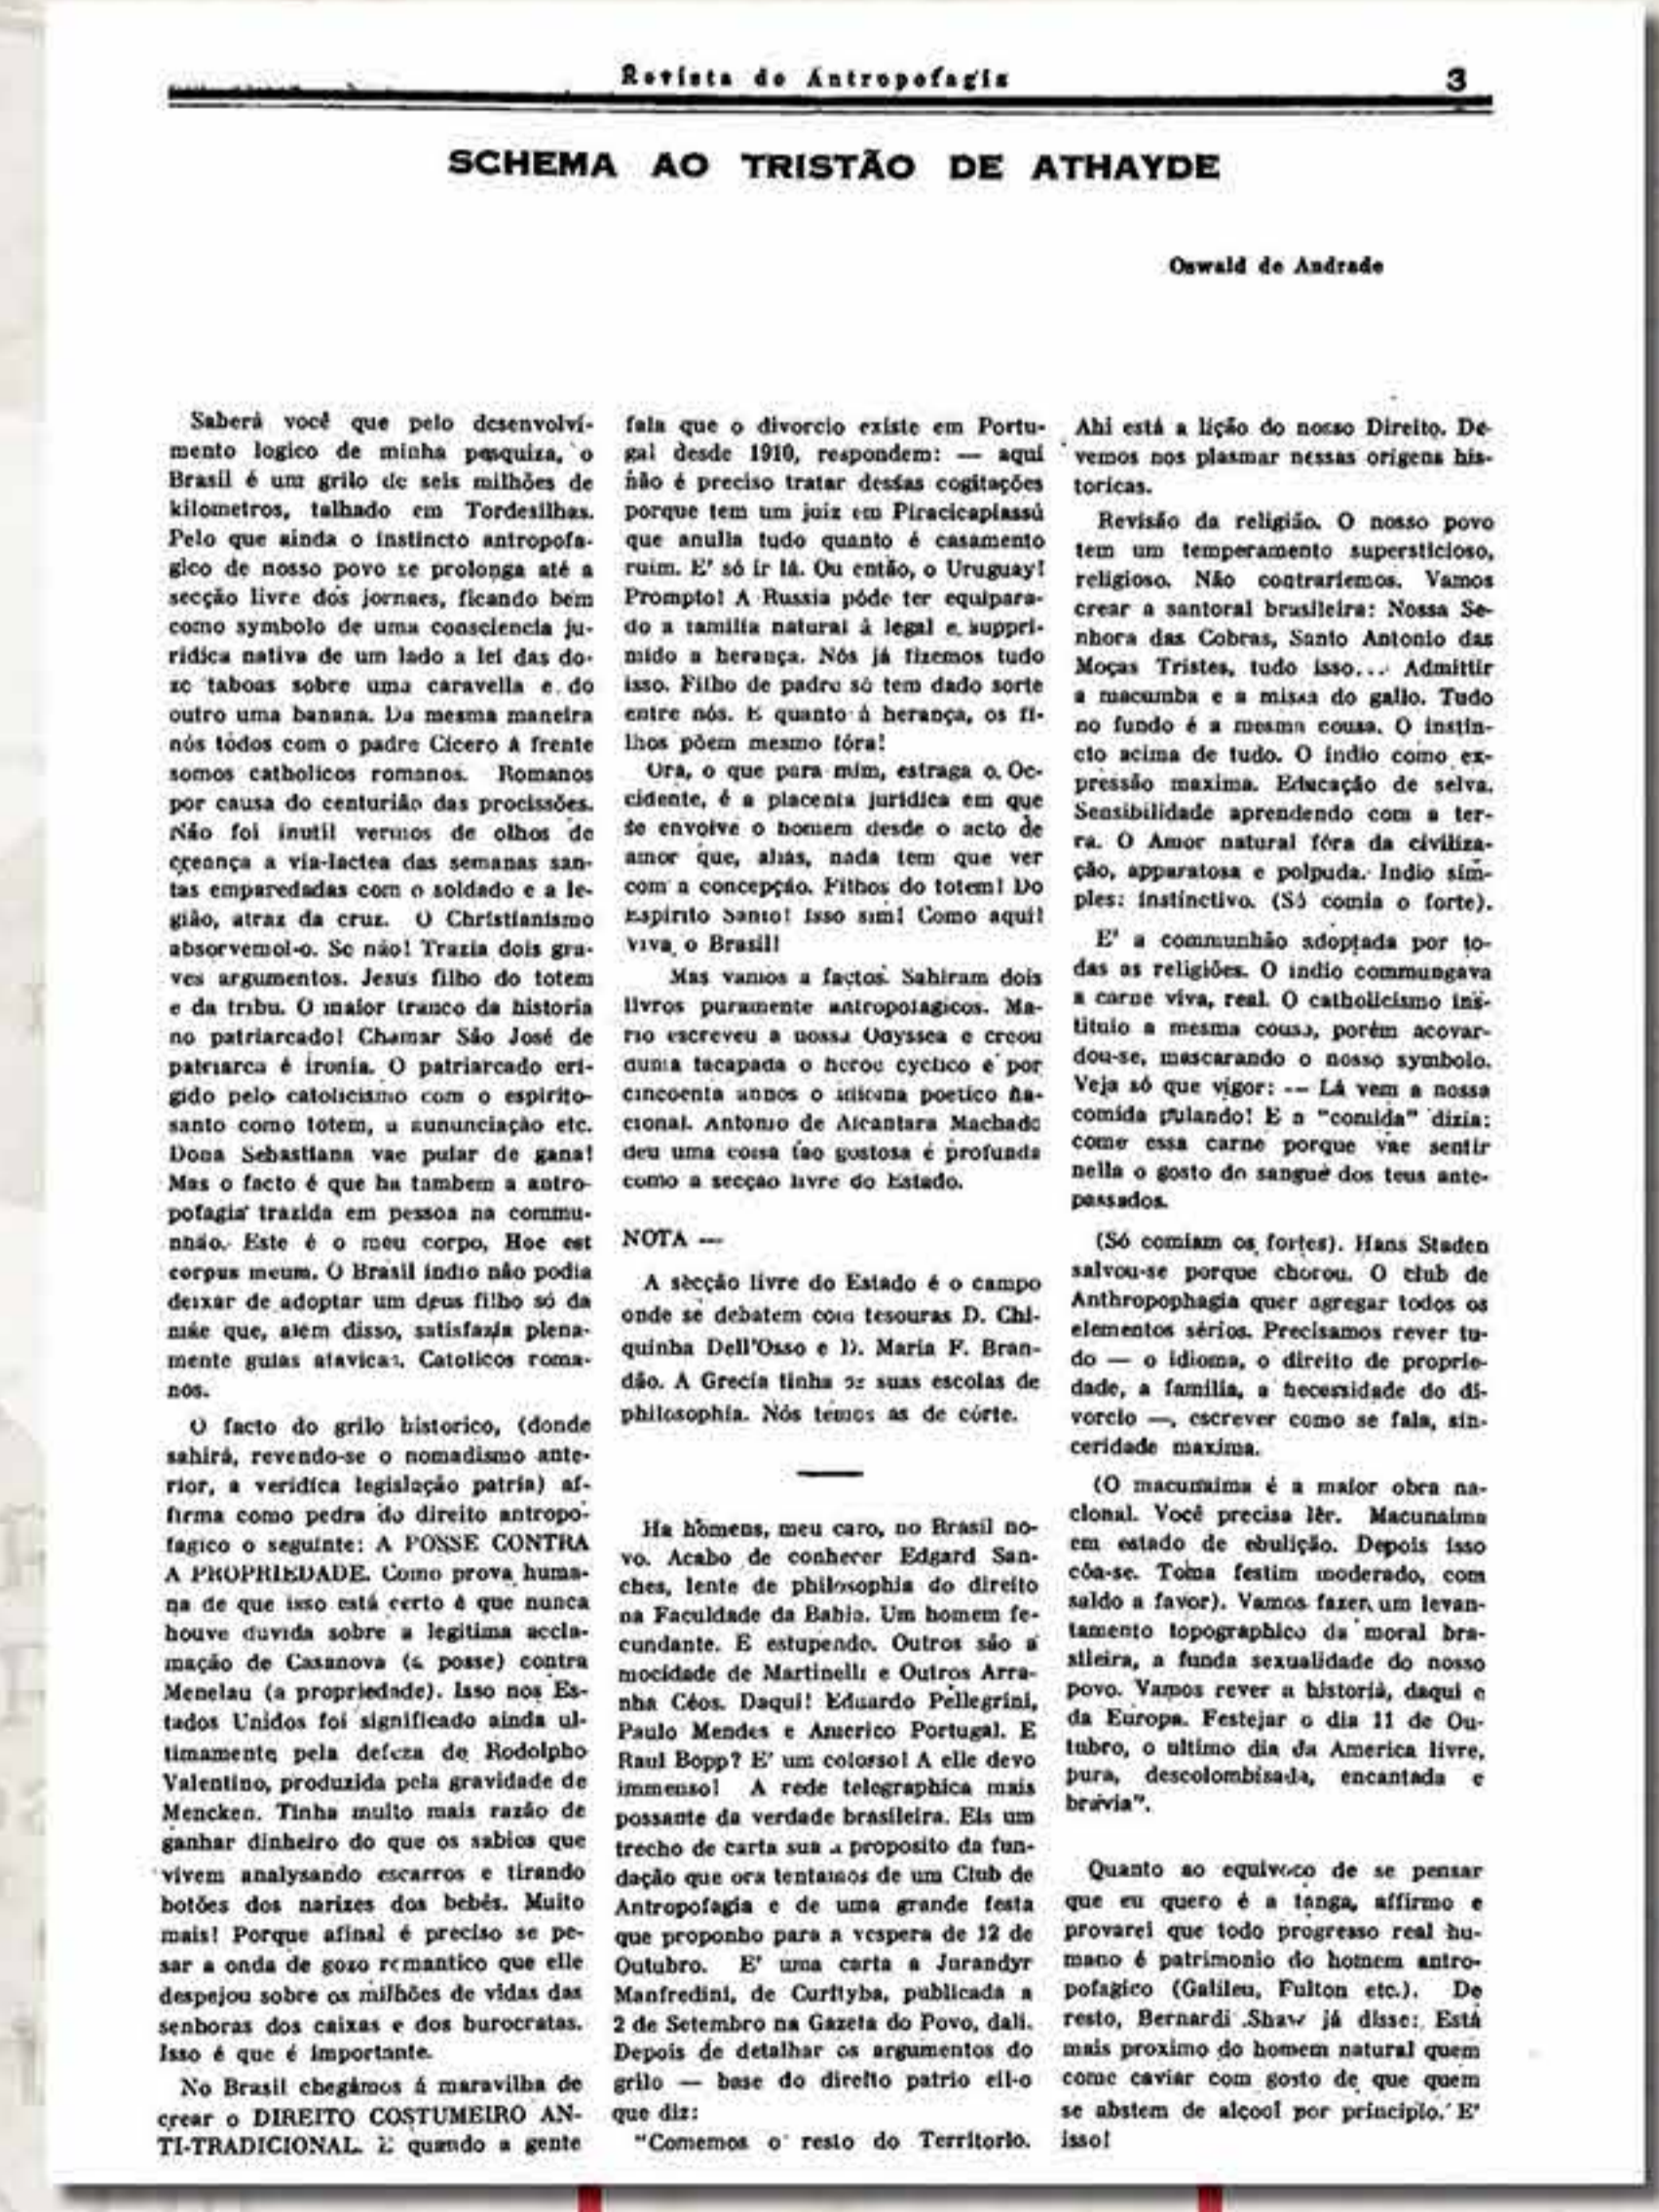 Revista de Antropofagia
3
SCHEMA AO TRISTÃO DE ATHAYDE
Oswald de Andrade
Saberá você que pelo desenvolvi-
mento logico de minha pesquiza, o
Brasil é um grilo de seis milhões de
kilometros, talhado em Tordesilhas.
Pelo que ainda o instincto antropofa-
gico de nosso povo se prolonga até a
secção livre dos jornaes, ficando bem
como symbolo de uma consciencia ju-
ridica nativa de um lado a lei das do-
ze taboas sobre uma caravella e do
outro uma banana. Da mesma maneira
nós todos com o padre Cicero á frente
somos catholicos romanos. Romanos
por causa do centurião das procissões.
Não foi inutil vermos de olhos de
creança a via-lactea das semanas san-
tas emparedadas com o soldado e a le-
gião, atraz da cruz. O Christianismo
absorvemol-o. Se não! Trazia dois gra-
ves argumentos. Jesus filho do totem
e da tribu. O maior tranco da historia
no patriarcado! Chamar São José de
patriarca é ironia. O patriarcado eri-
gido pelo catolicismo com o espirito-
santo como totem, a annunciação etc.
Dona Sebastiana vae pular de gana!
Mas o facto é que ha tambem a antro-
pofagia trazida em pessoa na commu-
nhão. Este é o meu corpo, Hoc est
corpus meum. O Brasil indio não podia
deixar de adoptar um deus filho só da
mãe que, alem disso, satisfazia plena-
mente gulas atavicas. Catolicos roma-
nos.
O facto do grilo historico, (donde
sahirá, revendo-se o nomadismo ante-
rior, a veridica legislação patria) af-
firma como pedra do direito antropo-
fagico o seguinte: A POSSE CONTRA
A PROPRIEDADE. Como prova huma-
na de que isso está certo é que nunca
houve duvida sobre a legitima accla-
mação de Casanova (a posse) contra
Menelau (a propriedade). Isso nos Es-
tados Unidos foi significado ainda ul-
timamente pela defeza de Rodolpho
Valentino, produzida pela gravidade de
Mencken. Tinha muito mais razão de
ganhar dinheiro do que os sabios que
vivem analysando escarros e tirando
botões dos narizes dos bebês. Muito
mais! Porque afinal é preciso se pe-
sar a onda de gozo romantico que elle
despejou sobre os milhões de vidas das
senhoras dos caixas e dos burocratas.
Isso é que é importante.
No Brasil chegámos á maravilha de
crear o DIREITO COSTUMEIRO AN-
TI-TRADICIONAL. E quando a gente
fala que o divorcio existe em Portu-
gal desde 1910, respondem: — aqui
não é preciso tratar dessas cogitações
porque tem um juiz em Piracicapiassú
que anulla tudo quanto é casamento
ruim. E' só ir lá. Ou então, o Uruguay!
Prompto! A Russia póde ter equipara-
do a familia natural á legal e suppri-
mido a herança. Nós já fizemos tudo
isso. Filho de padre só tem dado sorte
entre nós. E quanto á herança, os fi-
lhos põem mesmo fóra!
Ora, o que para mim, estraga o Oc-
cidente, é a placenta juridica em que
se envolve o homem desde o acto de
amor que, aliás, nada tem que ver
com a concepção. Filhos do totem! Do
Espirito Santo! Isso sim! Como aqui!
Viva o Brasil!
Mas vamos a factos. Sahiram dois
livros puramente antropofagicos. Ma-
rio escreveu a nossa Odyssea e creou
duma tacapada o heroe cyclico e por
cincoenta annos o idioma poetico na-
cional. Antonio de Alcantara Machado
deu uma coisa tão gostosa e profunda
como a secção livre do Estado.
NOTA —
A secção livre do Estado é o campo
onde se debatem com tesouras D. Chi-
quinha Dell'Osso e D. Maria F. Bran-
dão. A Grecia tinha as suas escolas de
philosophia. Nós temos as de córte.
Ha homens, meu caro, no Brasil no-
vo. Acabo de conhecer Edgard San-
ches, lente de philosophia do direito
na Faculdade da Bahia. Um homem fe-
cundante. E estupendo. Outros são a
mocidade de Martinelli e Outros Arra-
nha Céos. Daqui! Eduardo Pellegrini,
Paulo Mendes e Americo Portugal. E
Raul Bopp? E' um colosso! A elle devo
immenso! A rede telegraphica mais
possante da verdade brasileira. Eis um
trecho de carta sua a proposito da fun-
dação que ora tentamos de um Club de
Antropofagia e de uma grande festa
que proponho para a vespera de 12 de
Outubro. E' uma carta a Jurandyr
Manfredini, de Curityba, publicada a
2 de Setembro na Gazeta do Povo, dali.
Depois de detalhar os argumentos do
grilo — base do direito patrio eil-o
que diz:
"Comemos o resto do Territorio.
Ahi está a lição do nosso Direito. De-
vemos nos plasmar nessas origens his-
toricas.
Revisão da religião. O nosso povo
tem um temperamento supersticioso,
religioso. Não contrariemos. Vamos
crear a santoral brasileira: Nossa Se-
nhora das Cobras, Santo Antonio das
Moças Tristes, tudo isso... Admittir
a macumba e a missa do gallo. Tudo
no fundo é a mesma cousa. O instin-
cto acima de tudo. O indio como ex-
pressão maxima. Educação de selva.
Sensibilidade aprendendo com a ter-
ra. O Amor natural fóra da civiliza-
ção, apparatosa e polpuda. Indio sim-
ples: instinctivo. (Só comia o forte).
E' a communhão adoptada por to-
das as religiões. O indio commungava
a carne viva, real. O catholicismo ins-
tituio a mesma cousa, porém acovar-
dou-se, mascarando o nosso symbolo.
Veja só que vigor: -- Lá vem a nossa
comida pulando! E a "comida" dizia:
come essa carne porque vae sentir
nella o gosto do sangue dos teus ante-
passados.
(Só comiam os fortes). Hans Staden
salvou-se porque chorou. O club de
Anthropophagia quer agregar todos os
elementos sérios. Precisamos rever tu-
do — o idioma, o direito de proprie-
dade, a familia, a necessidade do di-
vorcio —, escrever como se fala, sin-
ceridade maxima.
(O macunaima é a maior obra na-
cional. Você precisa lêr. Macunaima
em estado de ebulição. Depois isso
côa-se. Toma festim moderado, com
saldo a favor). Vamos fazer um levan-
tamento topographico da moral bra-
sileira, a funda sexualidade do nosso
povo. Vamos rever a historia, daqui e
da Europa. Festejar o dia 11 de Ou-
tubro, o ultimo dia da America livre,
pura, descolombisada, encantada e
bravia".
Quanto ao equivoco de se pensar
que eu quero é a tanga, affirmo e
provarei que todo progresso real hu-
mano é patrimonio do homem antro-
pofagico (Galileu, Fulton etc.). De
resto, Bernardi Shaw já disse: Está
mais proximo do homem natural quem
come caviar com gosto de que quem
se abstem de alçool por principio. E'
isso!